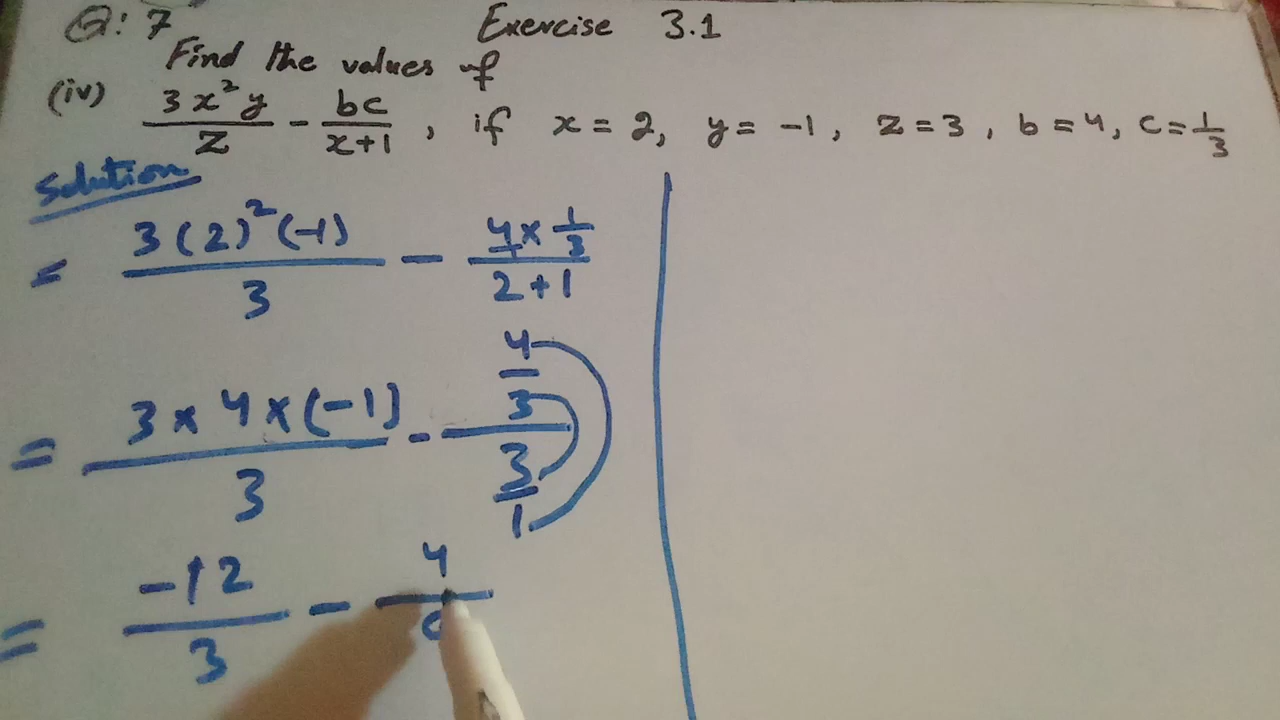 Q: 7 Exercise 3.1
Find the values of
(iv) 3x²y/z - bc/x+1 , if x = 2, y = -1, z = 3, b = 4, c = 1/3
Solution
= 3(2)²(-1)/3 - 4/1 × 1/3 / 2+1
= 3 × 4 × (-1)/3 - 4/3 / 3/1
= -12/3 - 4/